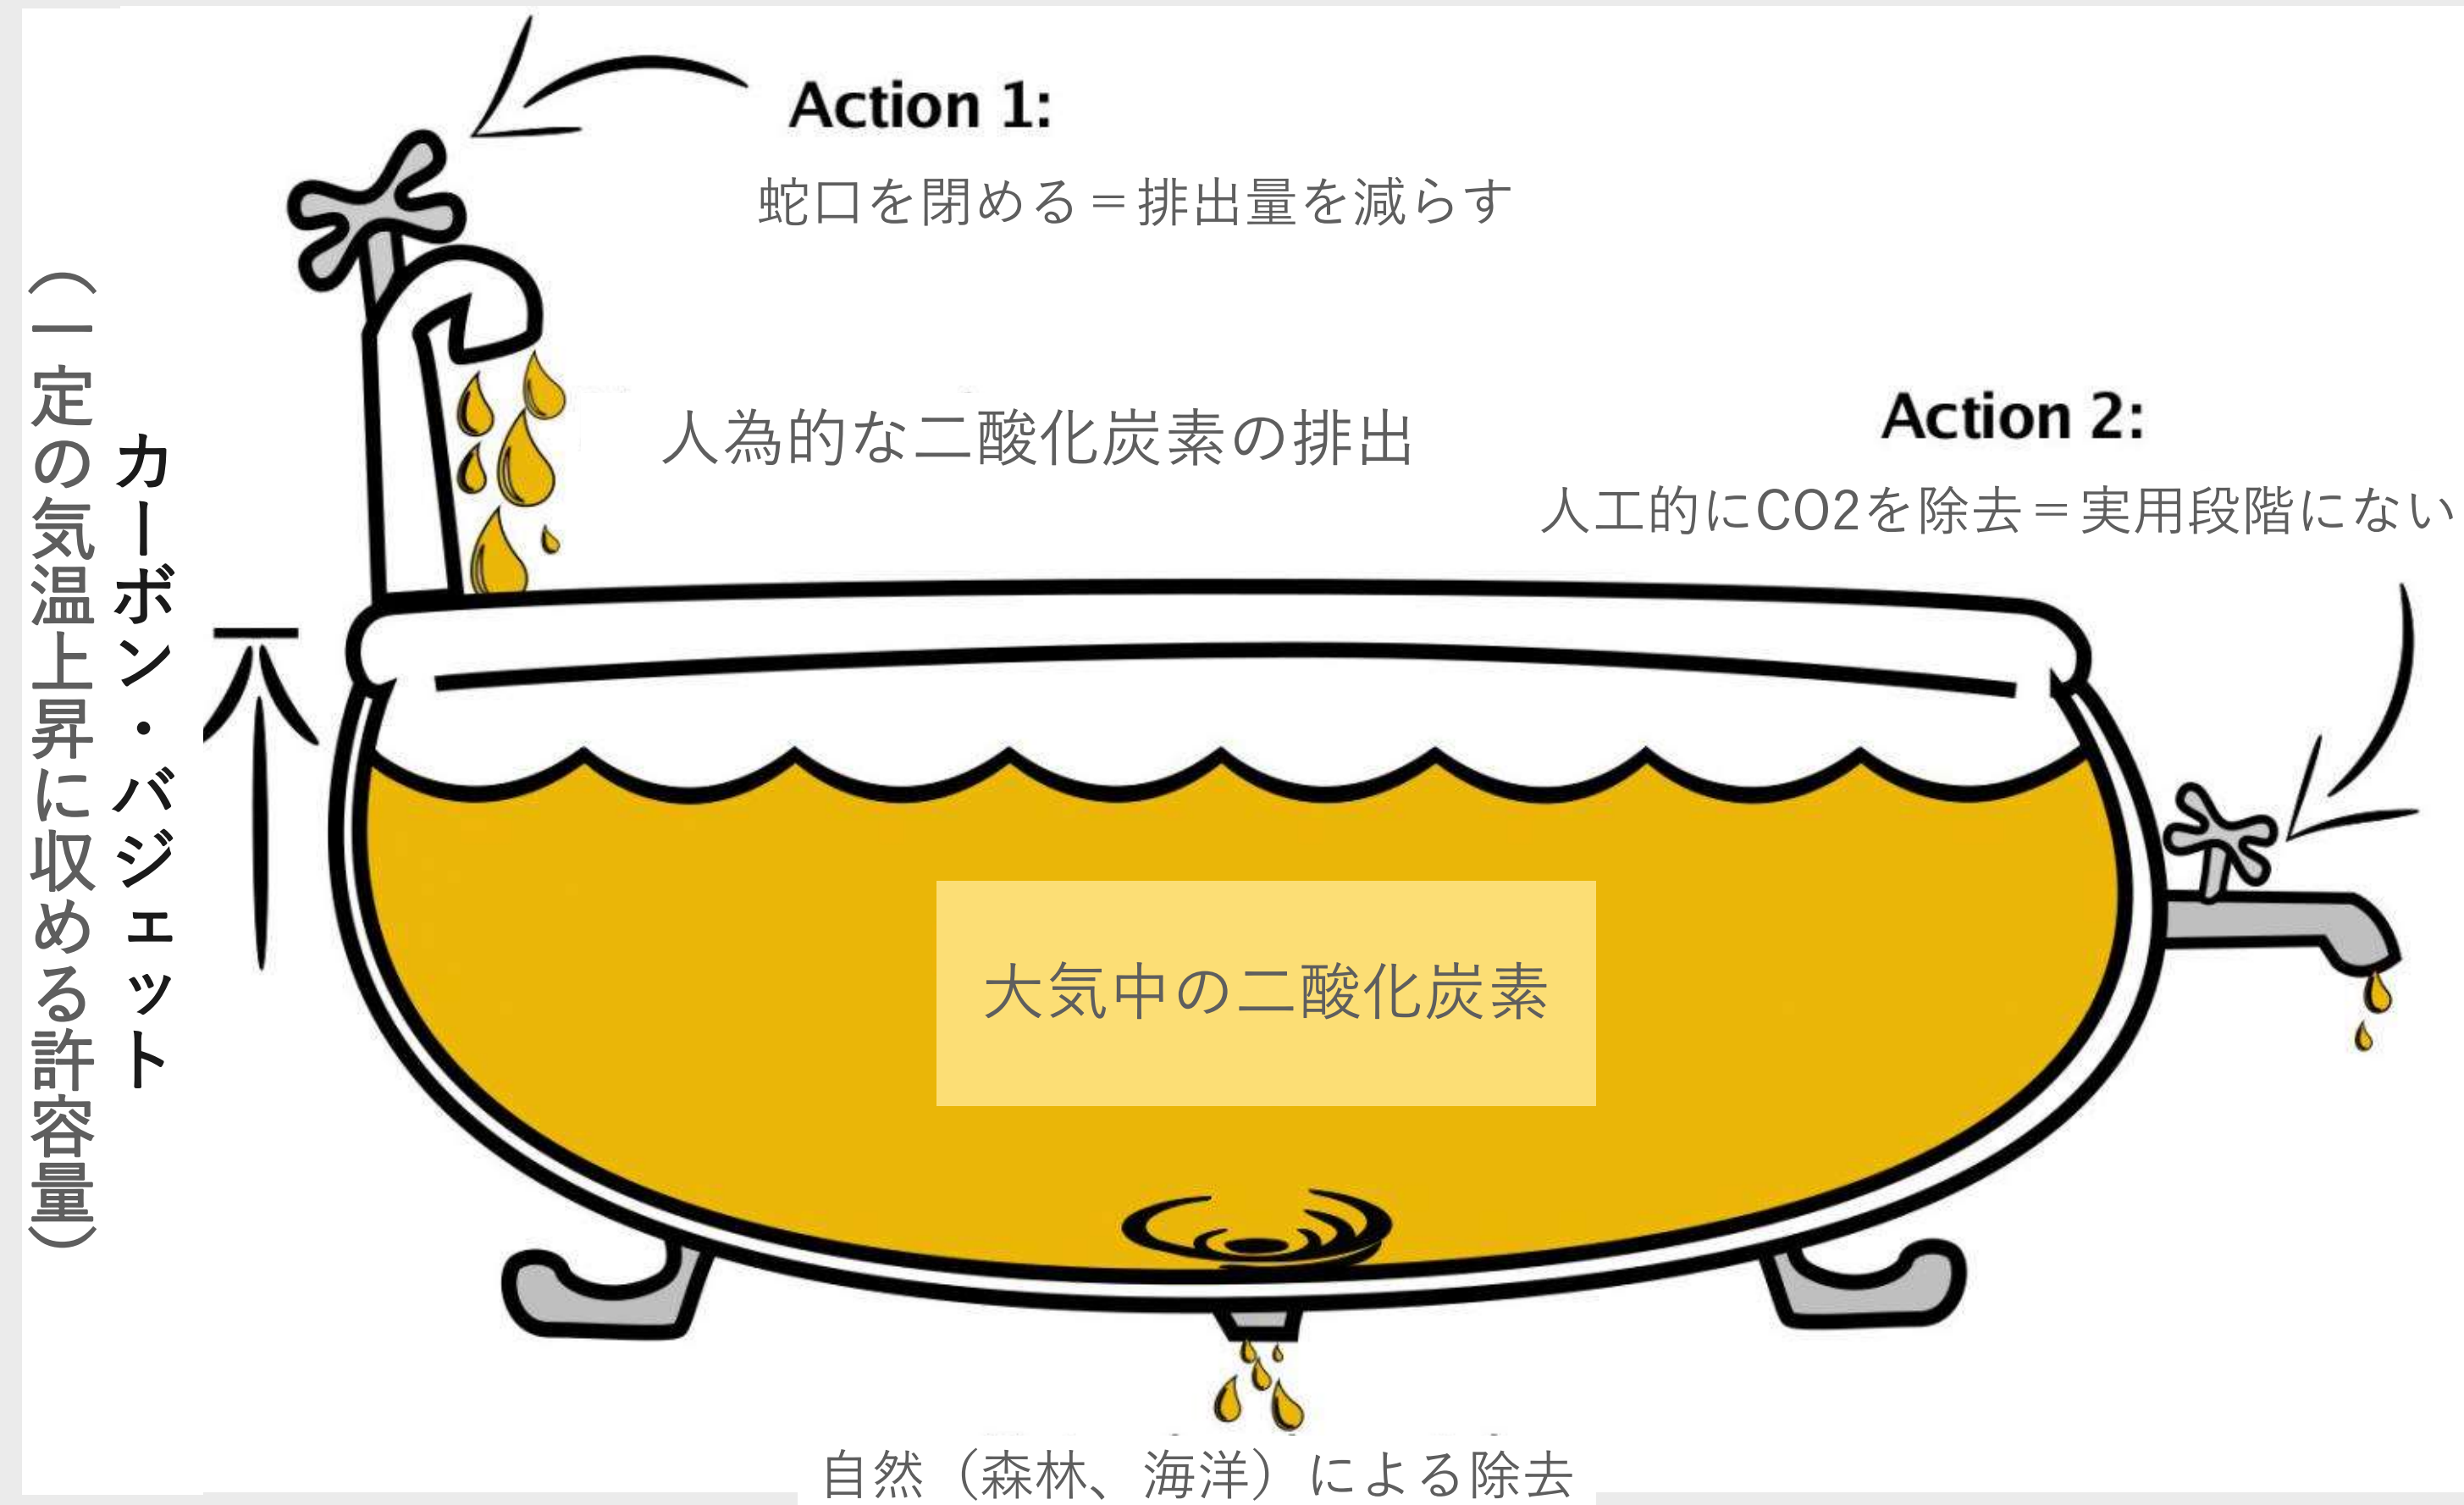 Action 1:
蛇口を閉める＝排出量を減らす
人為的な二酸化炭素の排出
Action 2:
人工的にCO2を除去＝実用段階にない
カーボン・バジェット
（一定の気温上昇に収める許容量）
大気中の二酸化炭素
自然（森林、海洋）による除去